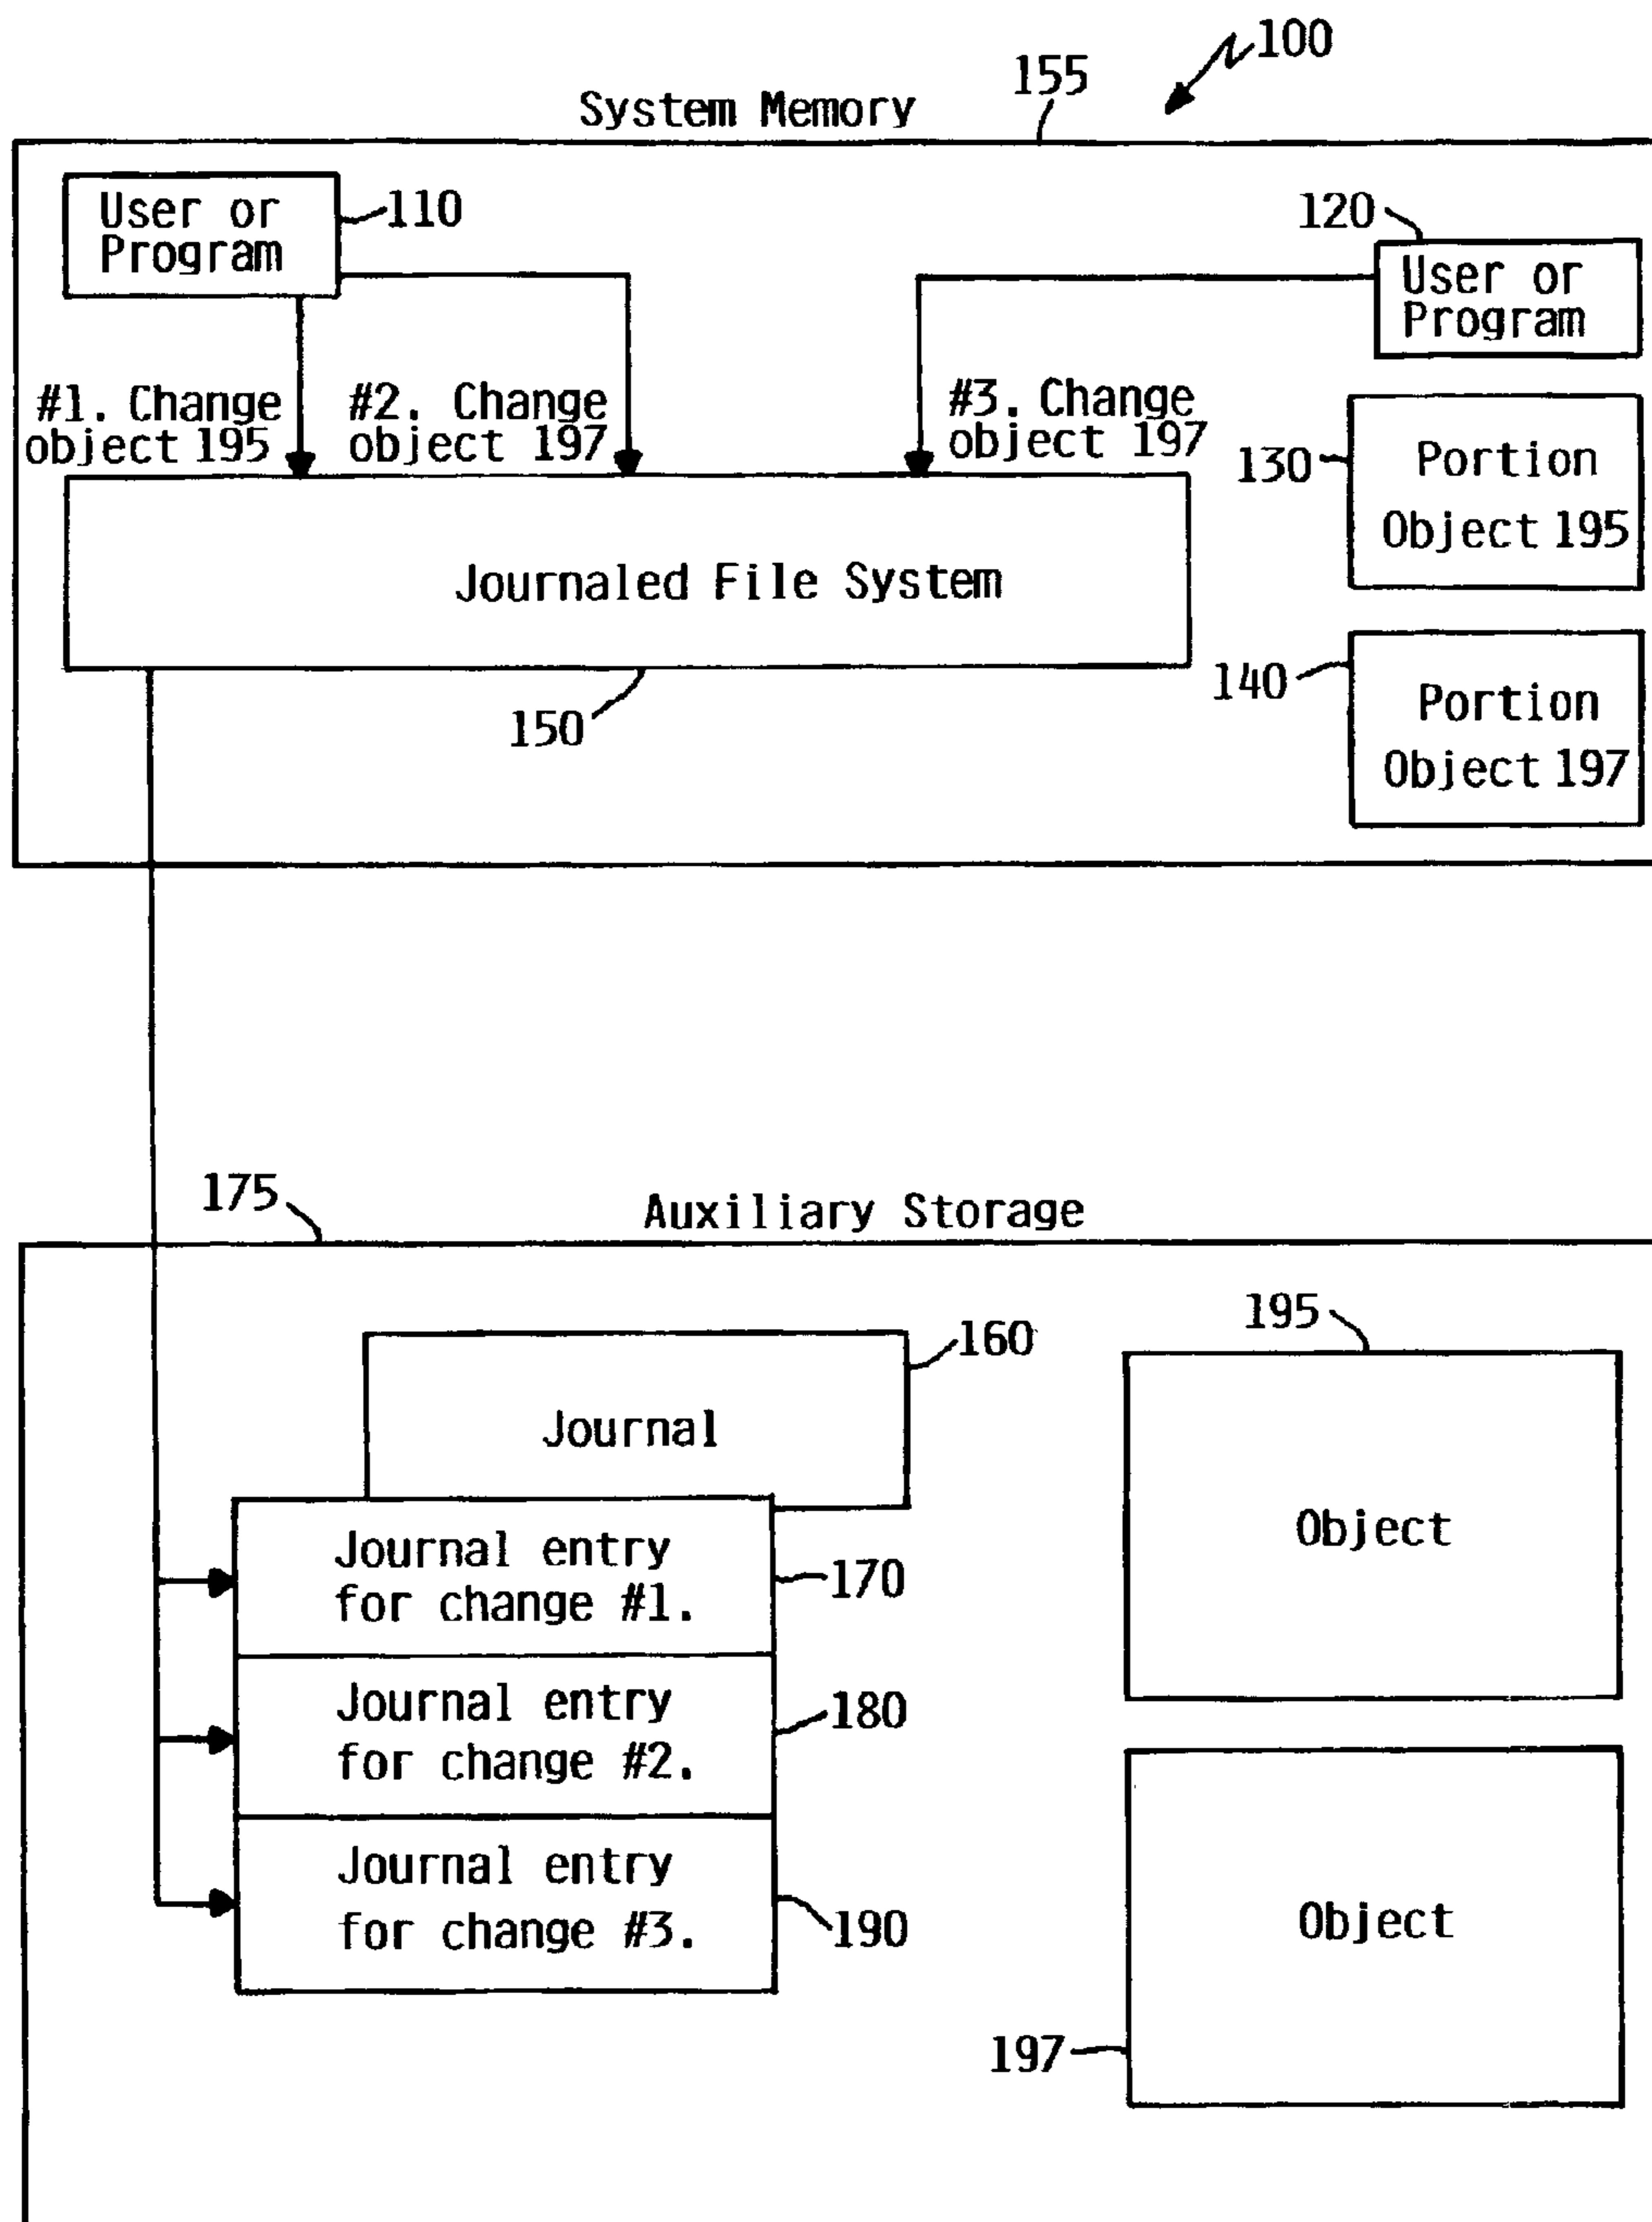 100
155
System Memory
User or
Program
110
120
User or
Program
#1. Change
object 195
#2. Change
object 197
#3. Change
object 197
130
Portion
Object 195
Journaled File System
150
140
Portion
Object 197
175
Auxiliary Storage
195
160
Journal
Object
Journal entry
for change #1.
170
Journal entry
for change #2.
180
Journal entry
for change #3.
190
Object
197